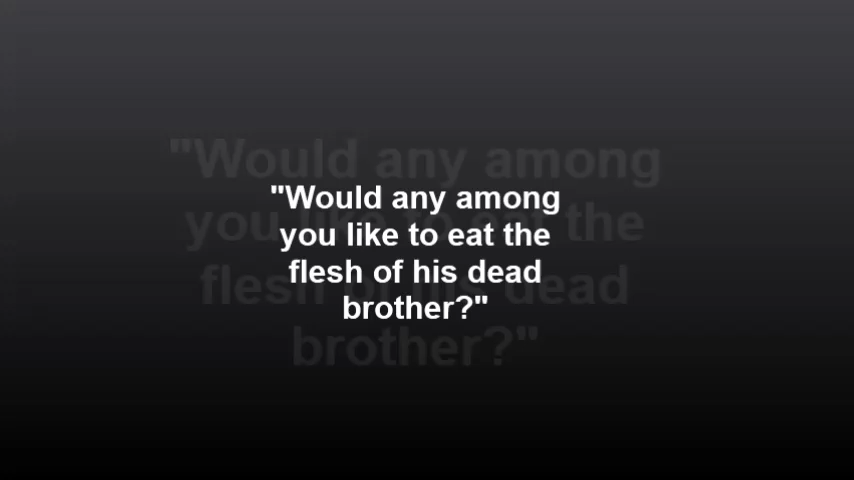 "Would any among
you like to eat the
flesh of his dead
brother?"